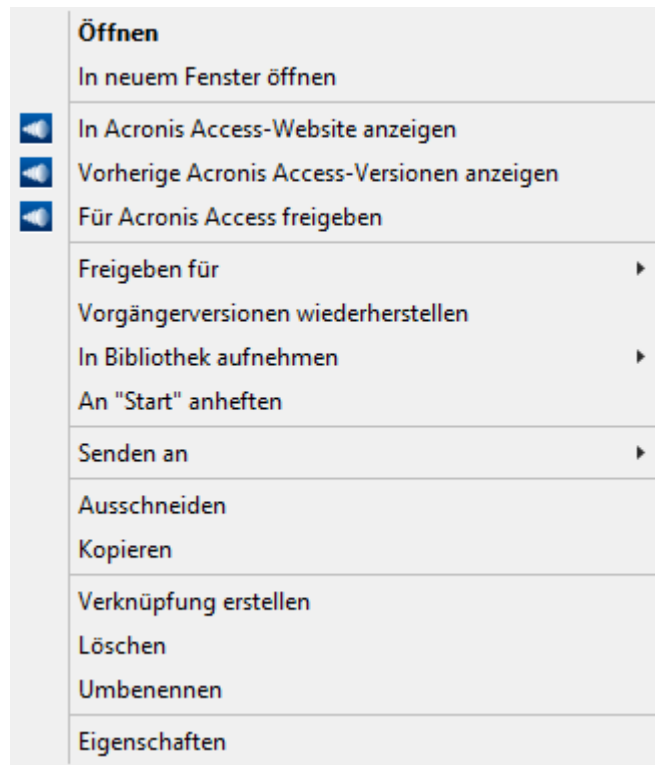 Öffnen
In neuem Fenster öffnen
In Acronis Access-Website anzeigen
Vorherige Acronis Access-Versionen anzeigen
Für Acronis Access freigeben
Freigeben für
Vorgängerversionen wiederherstellen
In Bibliothek aufnehmen
An "Start" anheften
Senden an
Ausschneiden
Kopieren
Verknüpfung erstellen
Löschen
Umbenennen
Eigenschaften